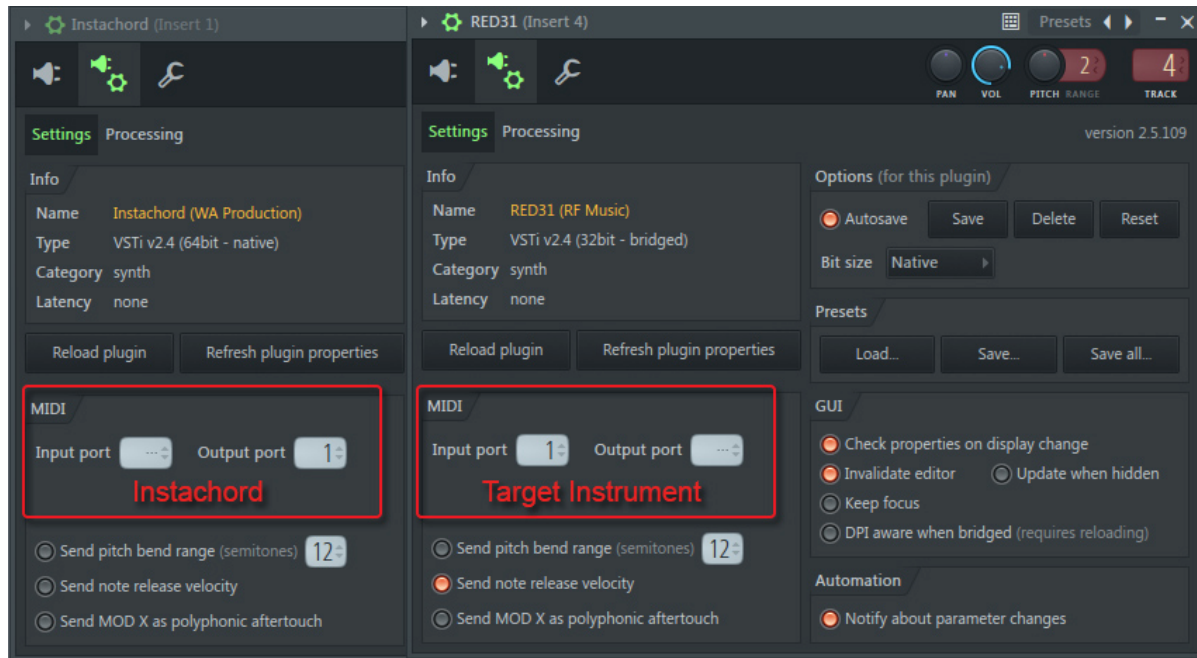 Instachord (Insert 1)
Settings Processing
Info
Name Instachord (WA Production)
Type VSTi v2.4 (64bit - native)
Category synth
Latency none
Reload plugin Refresh plugin properties
MIDI
Input port --- Output port 1
Instachord
Send pitch bend range (semitones) 12
Send note release velocity
Send MOD X as polyphonic aftertouch
RED31 (Insert 4) Presets
PAN VOL PITCH RANGE 2 TRACK 4
Settings Processing version 2.5.109
Info
Name RED31 (RF Music)
Type VSTi v2.4 (32bit - bridged)
Category synth
Latency none
Reload plugin Refresh plugin properties
MIDI
Input port 1 Output port ---
Target Instrument
Send pitch bend range (semitones) 12
Send note release velocity
Send MOD X as polyphonic aftertouch
Options (for this plugin)
Autosave Save Delete Reset
Bit size Native
Presets
Load... Save... Save all...
GUI
Check properties on display change
Invalidate editor Update when hidden
Keep focus
DPI aware when bridged (requires reloading)
Automation
Notify about parameter changes